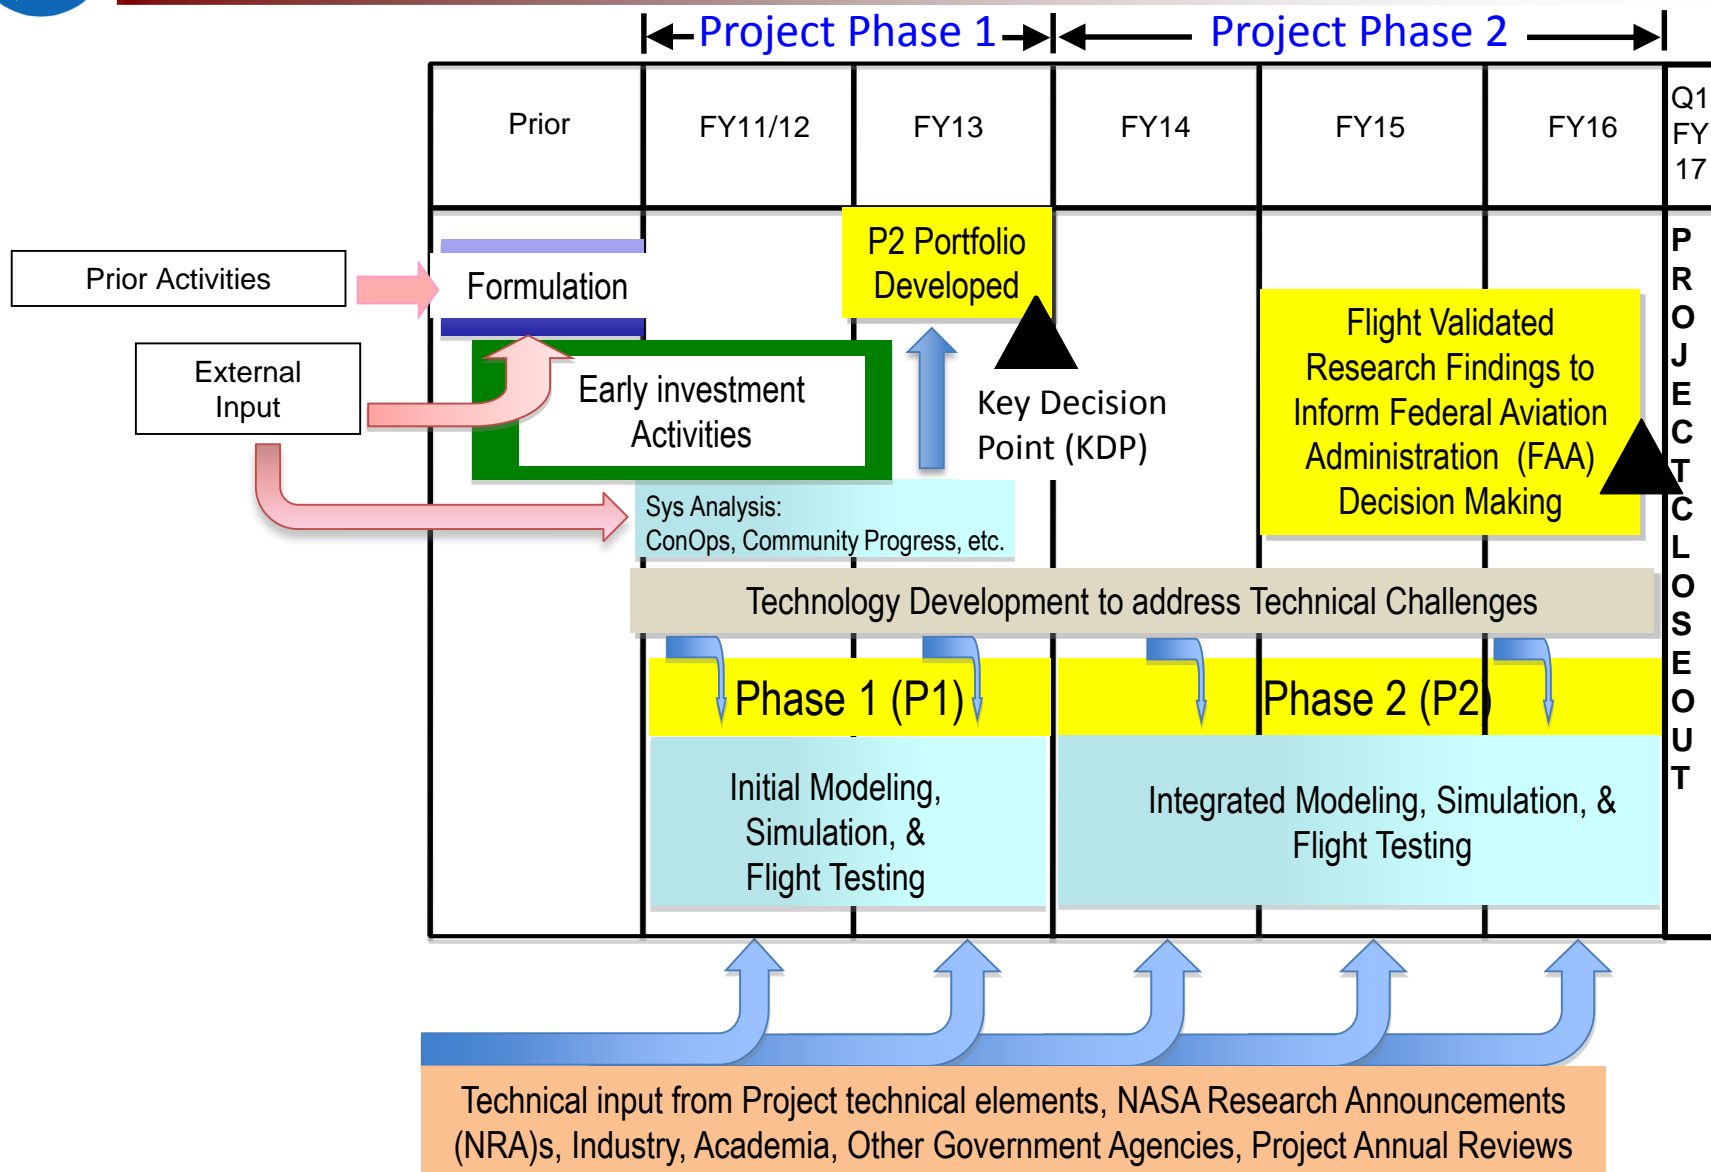 Project Phase 1
Project Phase 2
Prior
FY11/12
FY13
FY14
FY15
FY16
Q1
FY
17
Prior Activities
Formulation
P2 Portfolio
Developed
External
Input
Early investment
Activities
Key Decision
Point (KDP)
Flight Validated
Research Findings to
Inform Federal Aviation
Administration (FAA)
Decision Making
Sys Analysis:
ConOps, Community Progress, etc.
Technology Development to address Technical Challenges
Phase 1 (P1)
Phase 2 (P2)
Initial Modeling,
Simulation, &
Flight Testing
Integrated Modeling, Simulation, &
Flight Testing
PROJECT CLOSEOUT
Technical input from Project technical elements, NASA Research Announcements
(NRA)s, Industry, Academia, Other Government Agencies, Project Annual Reviews